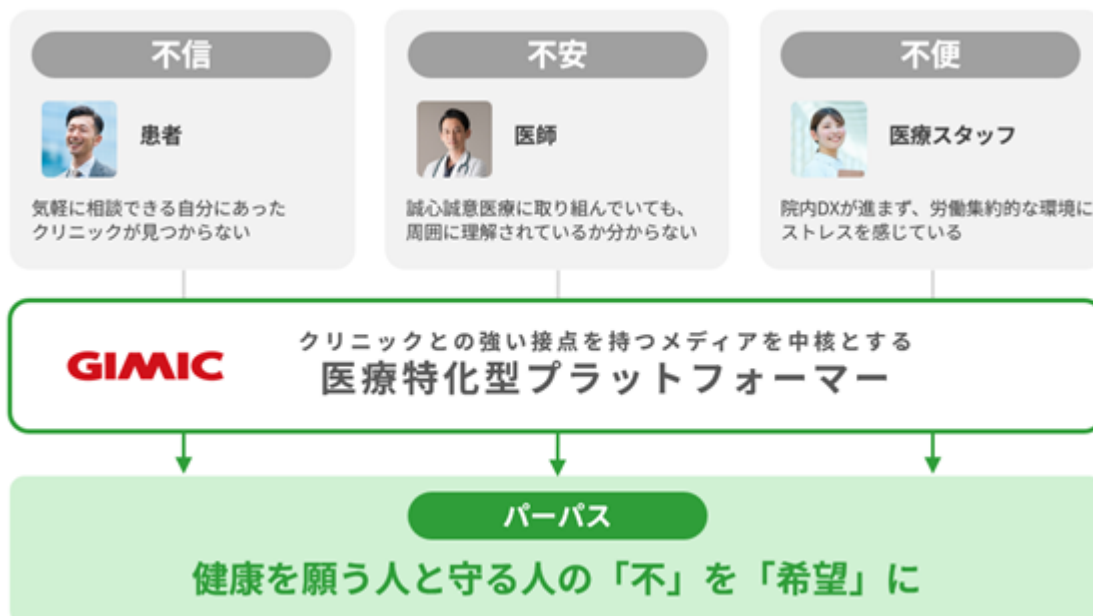 不信
患者
気軽に相談できる自分にあった
クリニックが見つからない
不安
医師
誠心誠意医療に取り組んでいても、
周囲に理解されているか分からない
不便
医療スタッフ
院内DXが進まず、労働集約的な環境に
ストレスを感じている
GIMIC
クリニックとの強い接点を持つメディアを中核とする
医療特化型プラットフォーマー
パーパス
健康を願う人と守る人の「不」を「希望」に